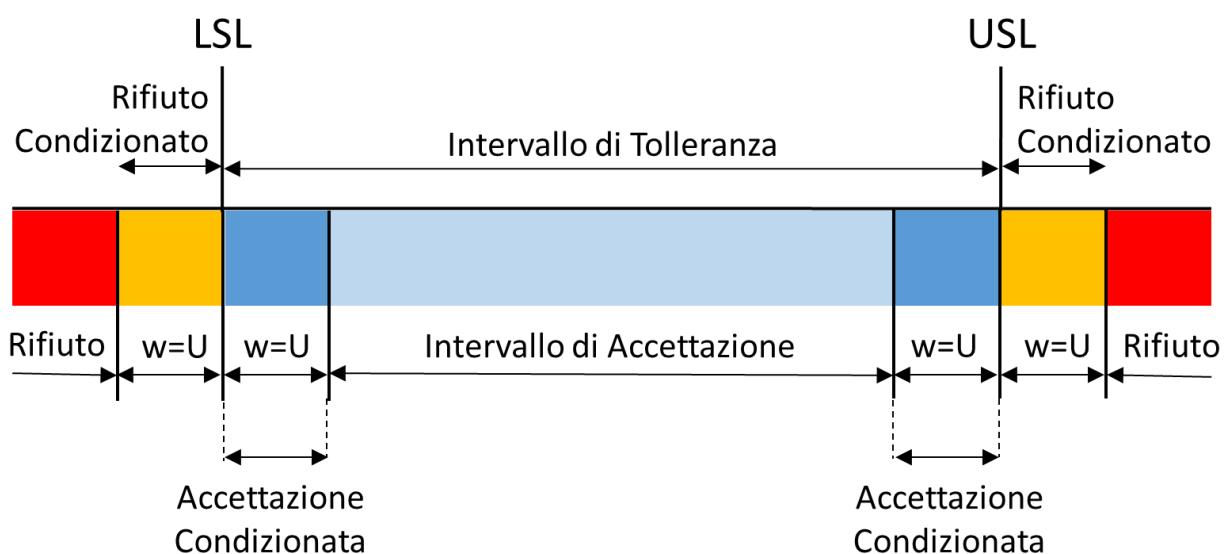 LSL
USL
Rifiuto
Condizionato
Intervallo di Tolleranza
Rifiuto
Condizionato
Rifiuto
w=U
w=U
Intervallo di Accettazione
w=U
w=U
Rifiuto
Accettazione
Condizionata
Accettazione
Condizionata